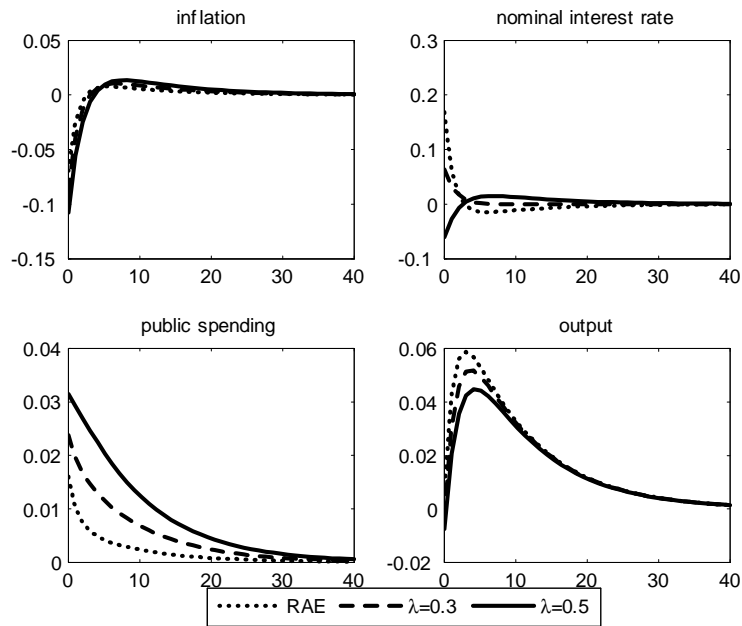 inflation
nominal interest rate
0.05
0
-0.05
-0.1
-0.15
0 10 20 30 40
0.3
0.2
0.1
0
-0.1
0 10 20 30 40
public spending
output
0.04
0.03
0.02
0.01
0
0 10 20 30 40
0.06
0.04
0.02
0
-0.02
0 10 20 30 40
RAE λ=0.3 λ=0.5